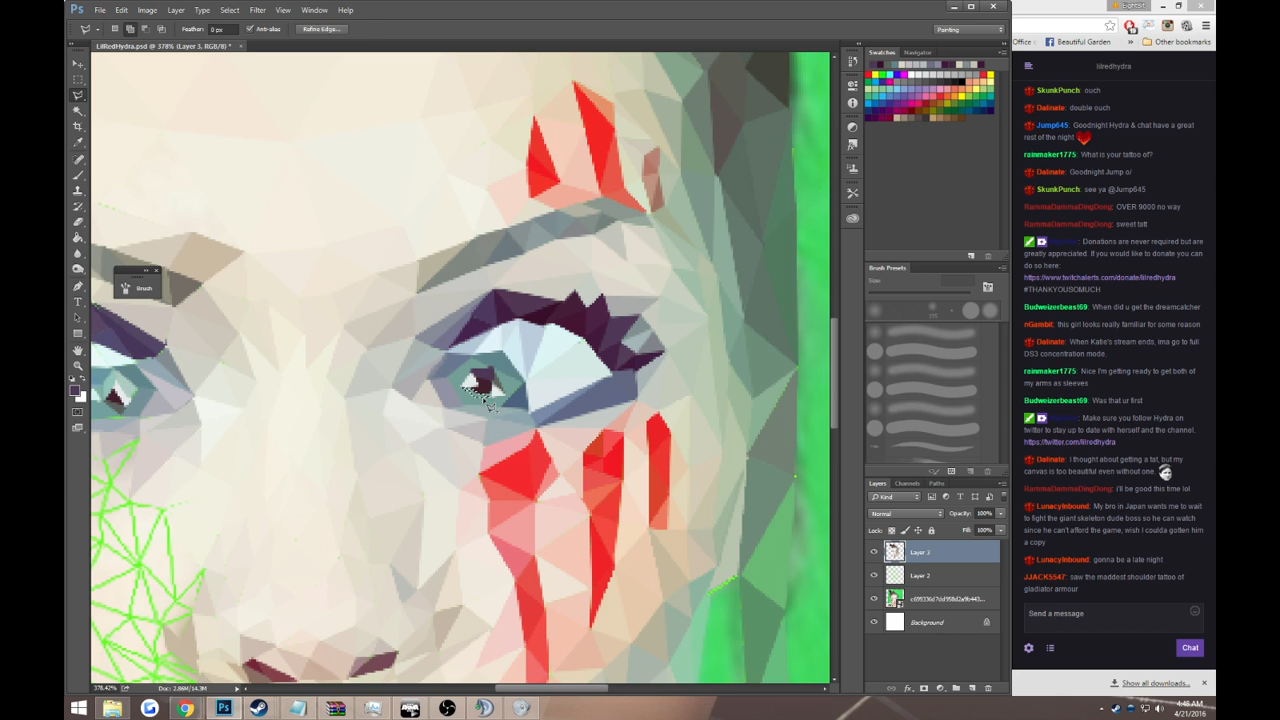 Ps File Edit Image Layer Type Select Filter View Window Help
Feather: 0 px Anti-alias Refine Edge... Painting
LilRedHydra.psd @ 378% (Layer 3, RGB/8) *
Brush
Swatches Navigator
Brush Presets
Size:
Layers Channels Paths
Kind
Normal Opacity: 100%
Lock: Fill: 100%
Layer 3
Layer 2
Background
378.42% Doc: 2.86M/14.3M
Eightbit
Office Beautiful Garden » Other bookmarks
lilredhydra
SkunkPunch: ouch
Dalinate: double ouch
Jump645: Goodnight Hydra & chat have a great
rest of the night
rainmaker1775: What is your tattoo of?
Dalinate: Goodnight Jump o/
SkunkPunch: see ya @Jump645
RammaDammaDingDong: OVER 9000 no way
RammaDammaDingDong: sweet tatt
: Donations are never required but are
greatly appreciated. If you would like to donate you can
do so here:
https://www.twitchalerts.com/donate/lilredhydra
#THANKYOUSOMUCH
Budweizerbeast69: When did u get the dreamcatcher
nGambit: this girl looks really familiar for some reason
Dalinate: When Katie's stream ends, ima go to full
DS3 concentration mode.
rainmaker1775: Nice I'm getting ready to get both of
my arms as sleeves
Budweizerbeast69: Was that ur first
: Make sure you follow Hydra on
twitter to stay up to date with herself and the channel.
https://twitter.com/lilredhydra
Dalinate: I thought about getting a tat, but my
canvas is too beautiful even without one.
RammaDammaDingDong: i'll be good this time lol
LunacyInbound: My bro in Japan wants me to wait
to fight the giant skeleton dude boss so he can watch
since he can't afford the game, wish I coulda gotten him
a copy
LunacyInbound: gonna be a late night
JJACK5547: saw the maddest shoulder tattoo of
gladiator armour
Send a message
Chat
Show all downloads...
4:48 AM
4/21/2016